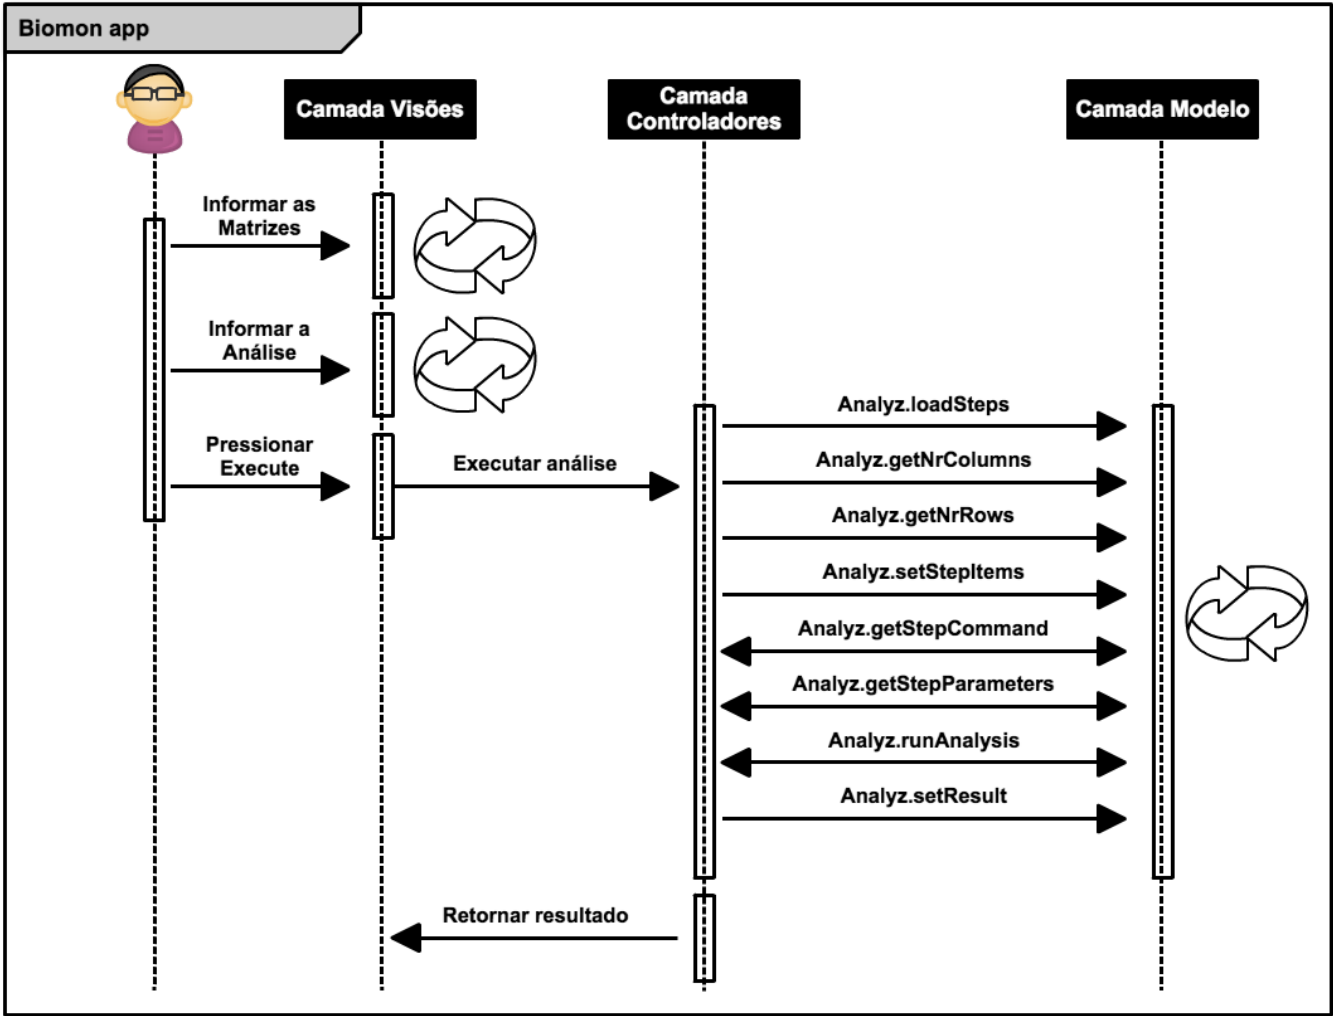 Biomon app
Camada Visões
Camada
Controladores
Camada Modelo
Informar as
Matrizes
Informar a
Análise
Pressionar
Execute
Executar análise
Analyz.loadSteps
Analyz.getNrColumns
Analyz.getNrRows
Analyz.setStepItems
Analyz.getStepCommand
Analyz.getStepParameters
Analyz.runAnalysis
Analyz.setResult
Retornar resultado